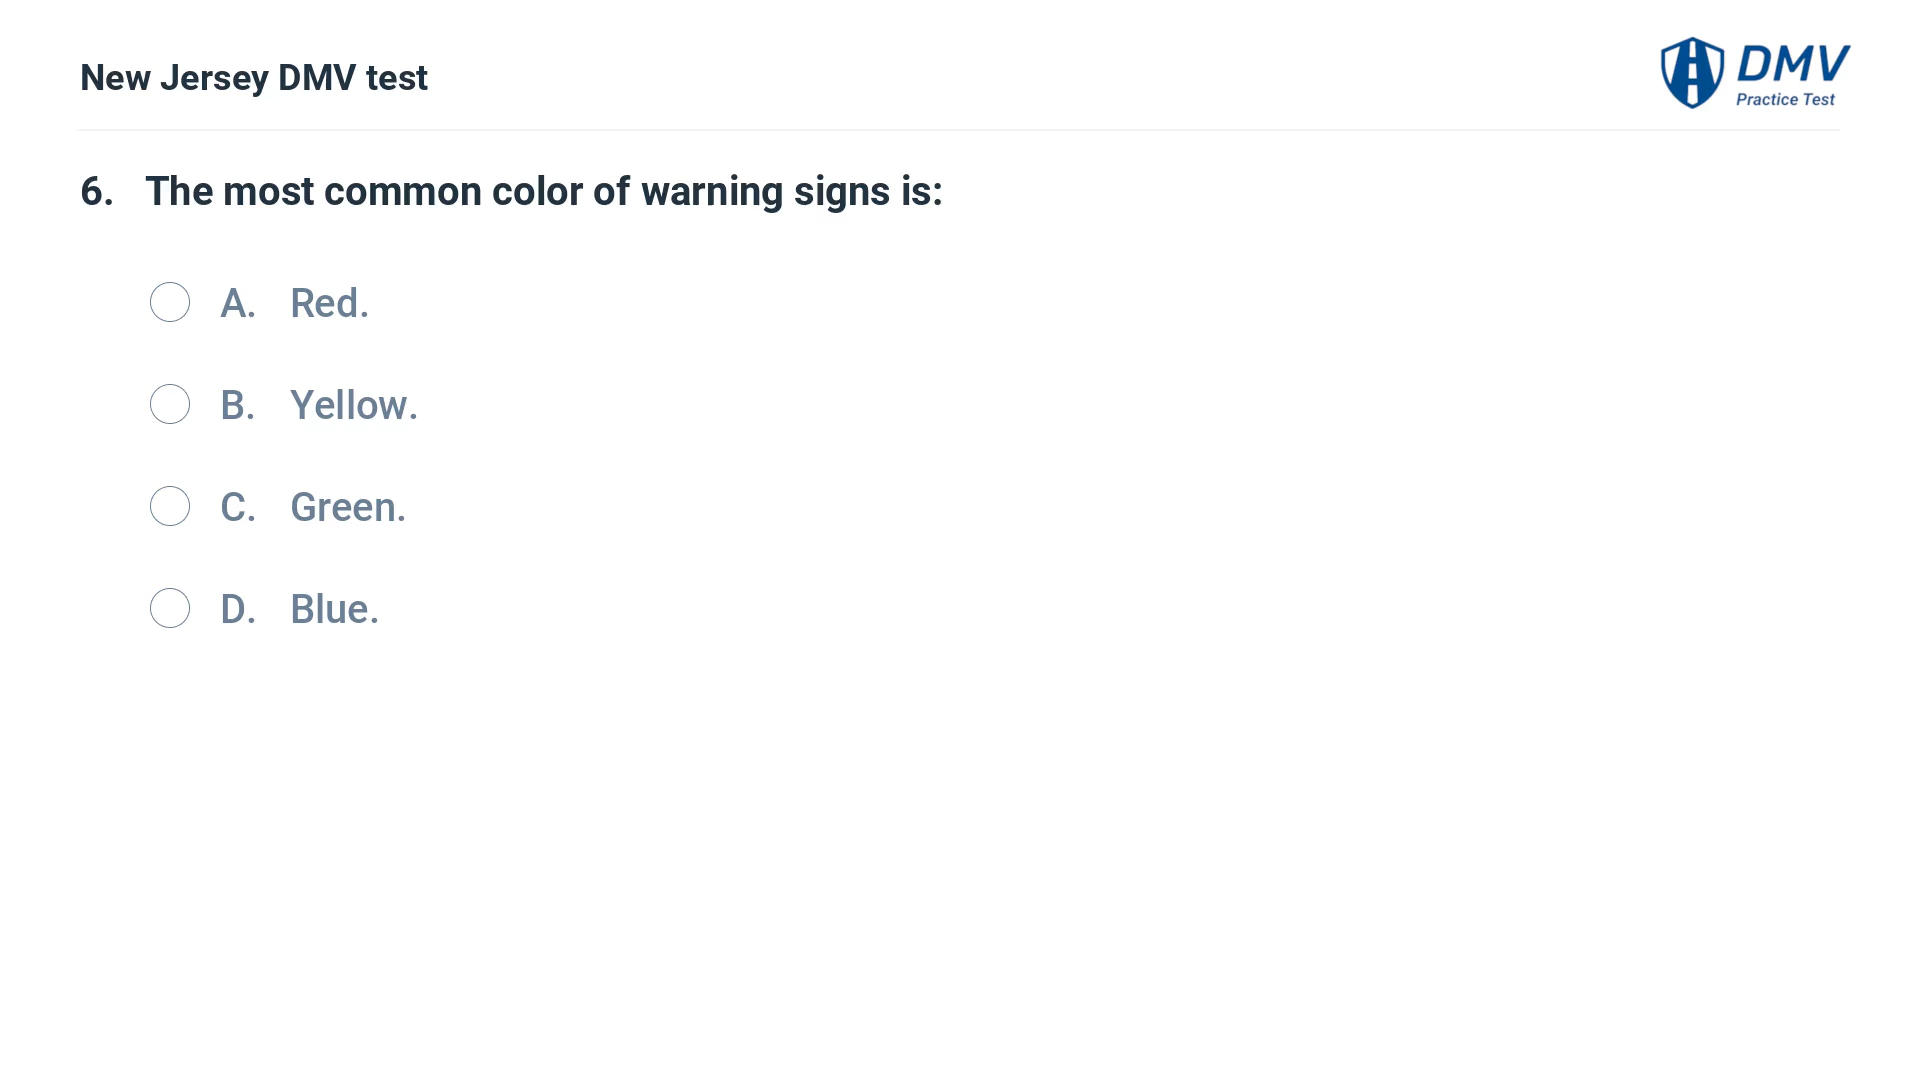 New Jersey DMV test
DMV
Practice Test
6. The most common color of warning signs is:
A. Red.
B. Yellow.
C. Green.
D. Blue.